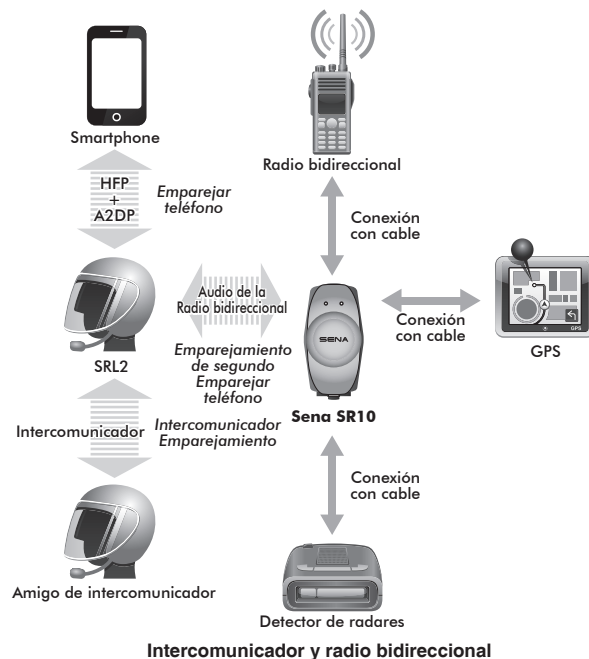 Smartphone
Radio bidireccional
HFP
+
A2DP
Emparejar
teléfono
Conexión
con cable
Audio de la
Radio bidireccional
SENA
Conexión
con cable
GPS
GPS
SRL2
Emparejamiento
de segundo
Emparejar
teléfono
Sena SR10
Intercomunicador
Intercomunicador
Emparejamiento
Conexión
con cable
Amigo de intercomunicador
Detector de radares
Intercomunicador y radio bidireccional